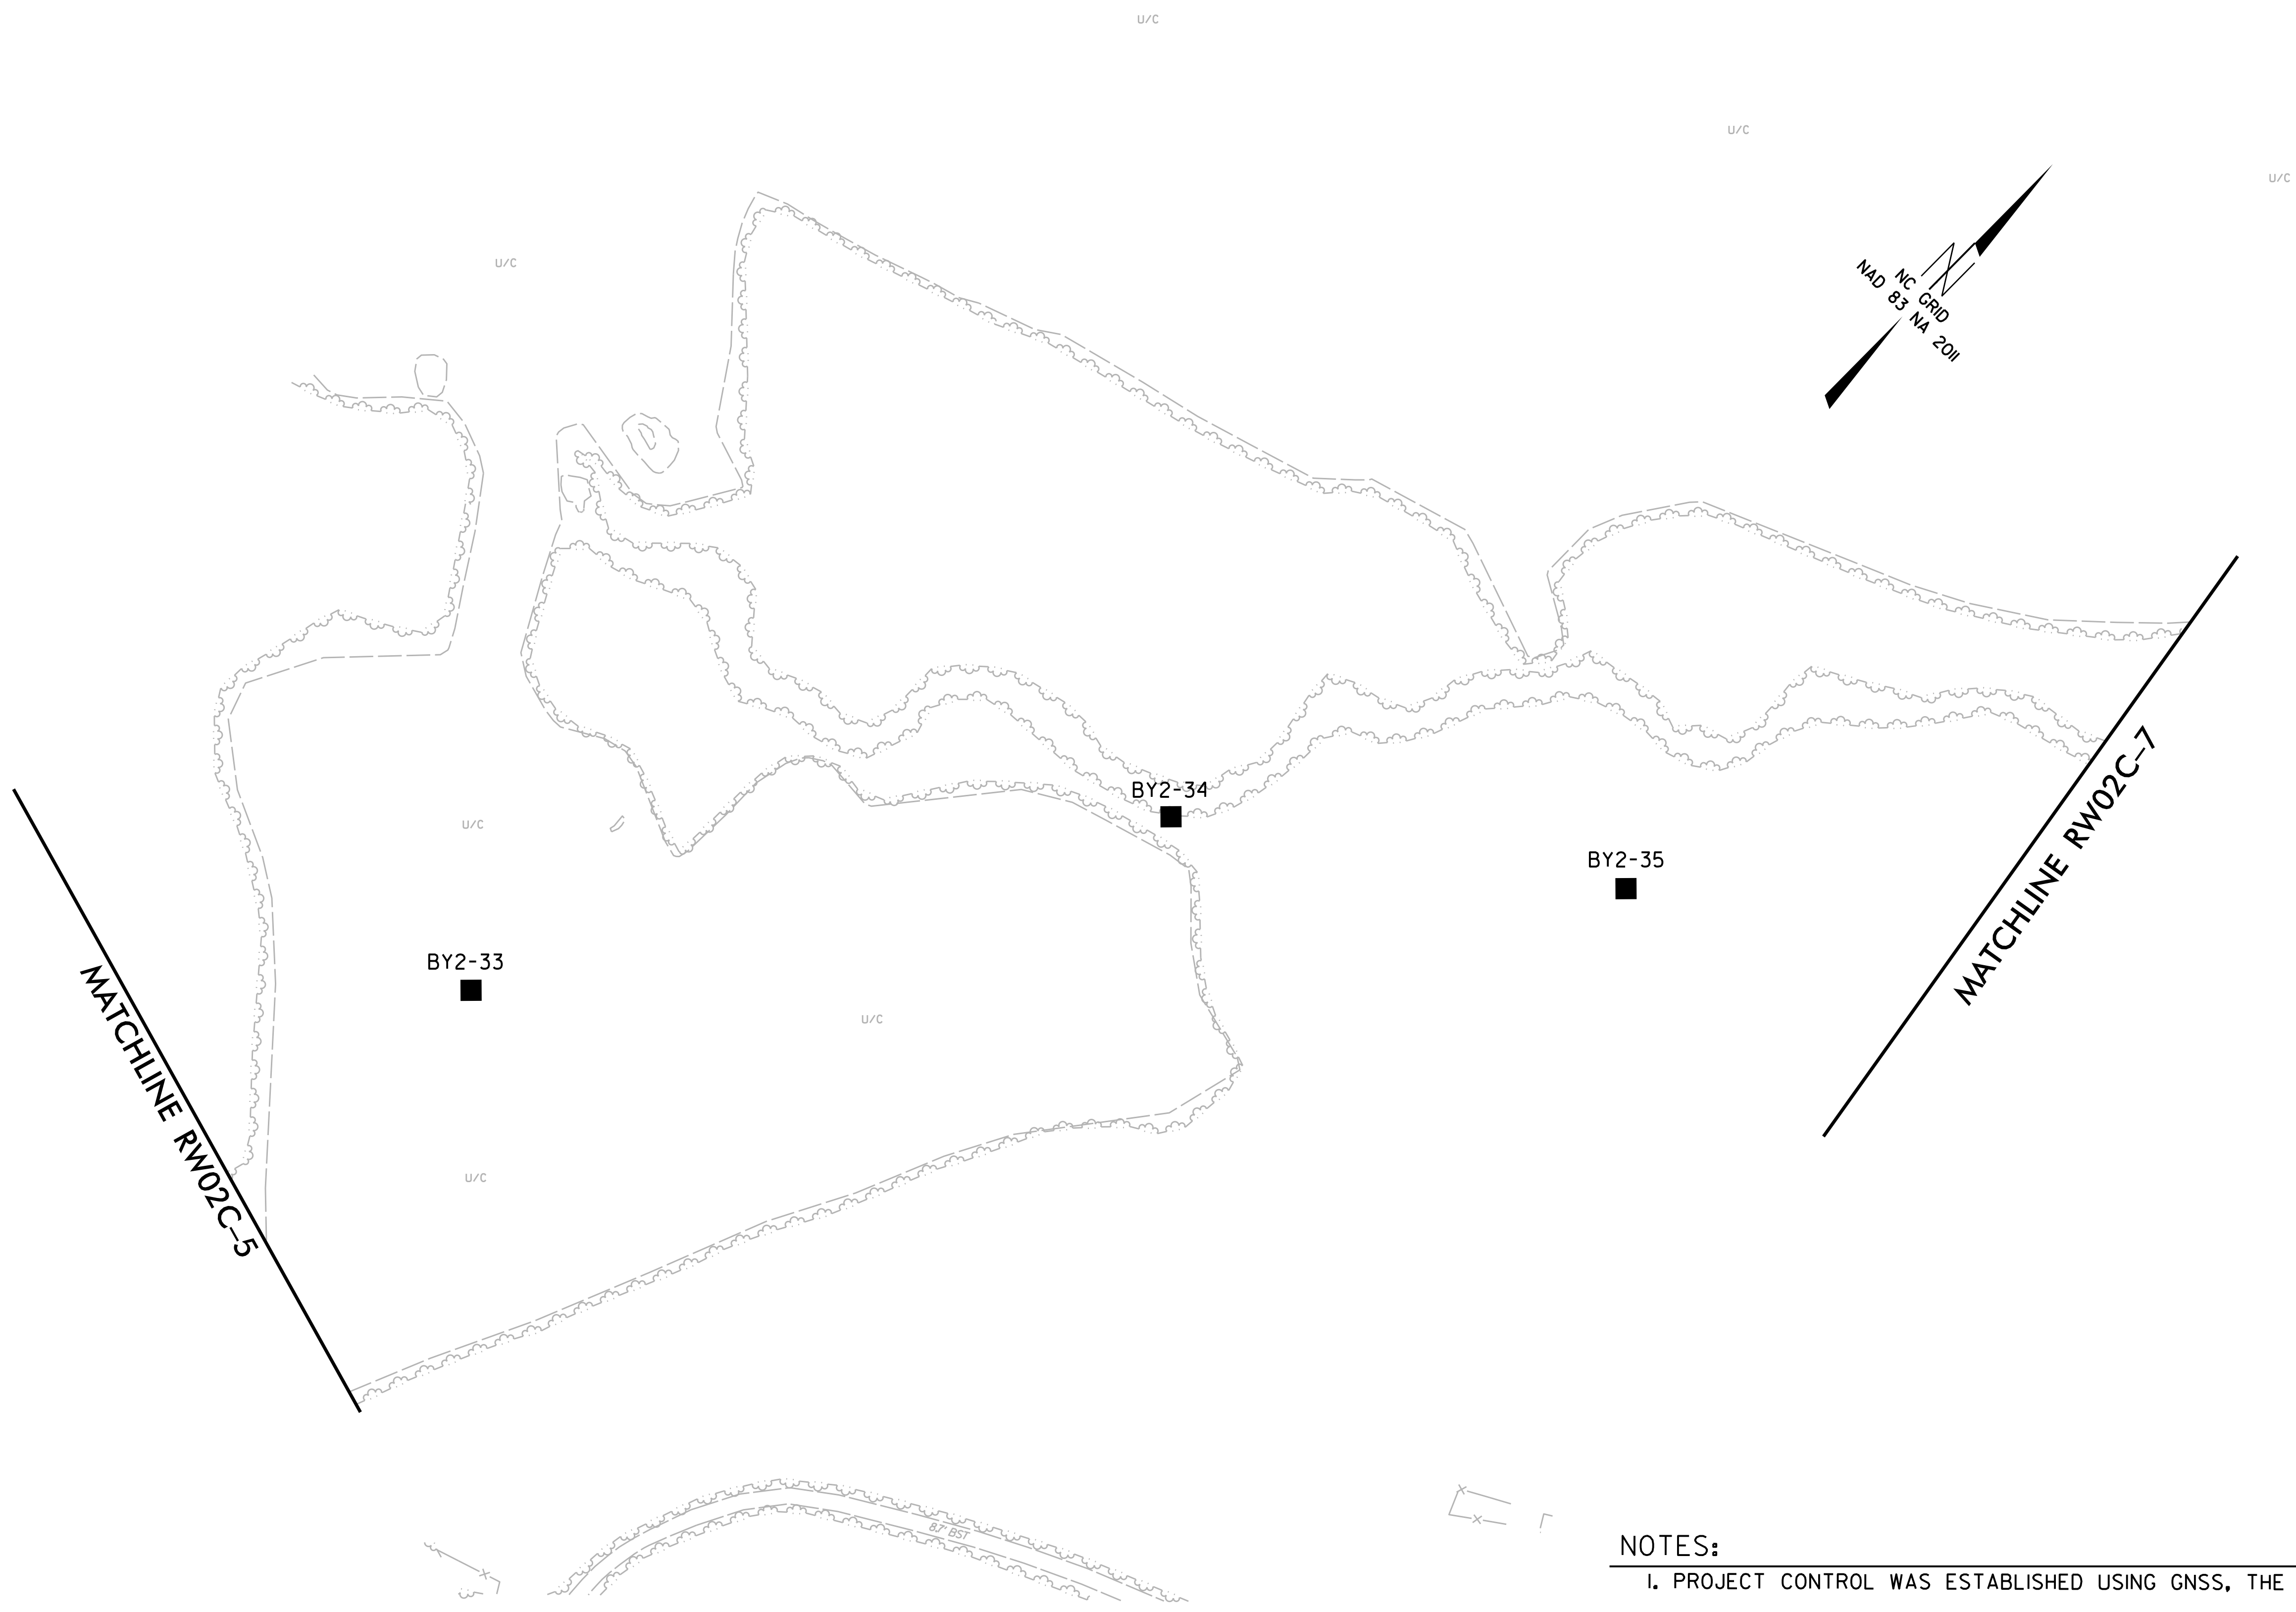 U/C
U/C
U/C
U/C
NC GRID
NAD 83 NA 2011
BY2-34
U/C
BY2-35
MATCHLINE RW02C-7
BY2-33
U/C
MATCHLINE RW02C-5
U/C
8.7' BST
NOTES:
1. PROJECT CONTROL WAS ESTABLISHED USING GNSS, THE